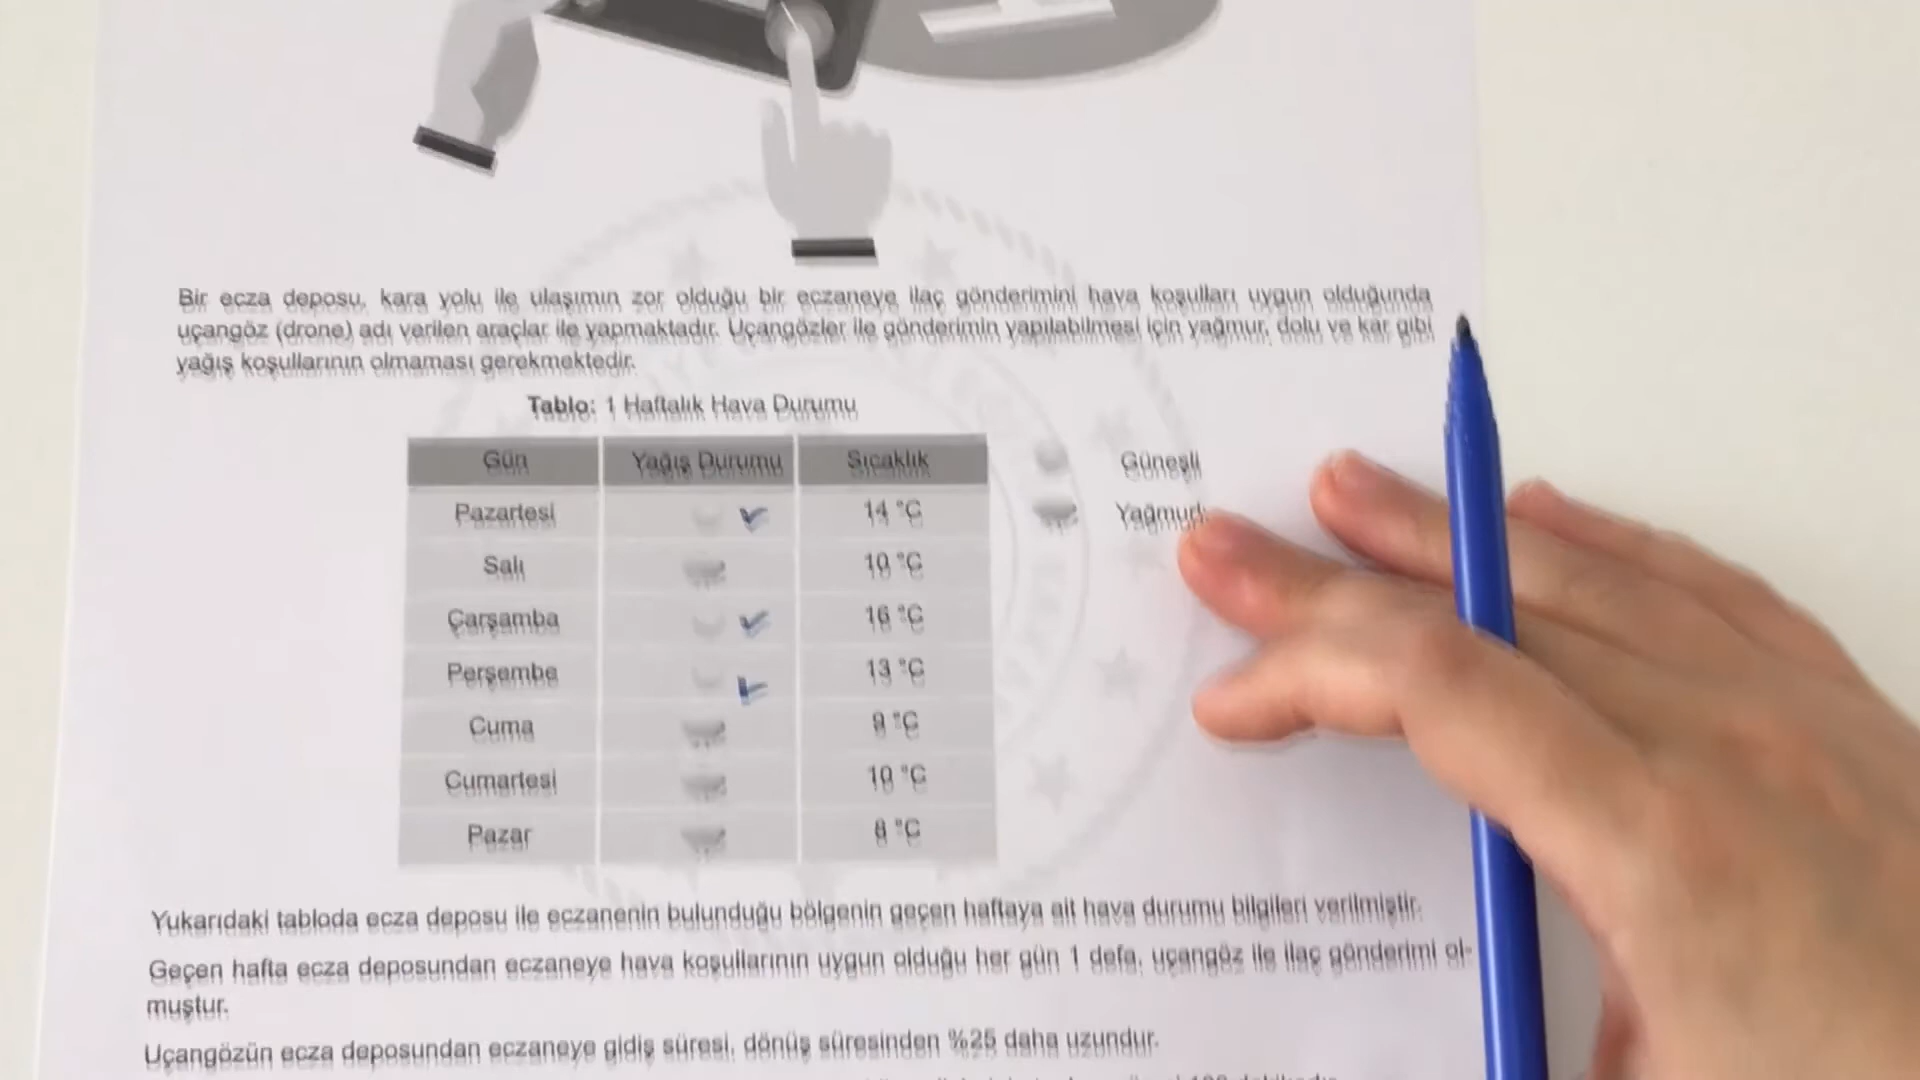 Bir ecza deposu, kara yolu ile ulaşımın zor olduğu bir eczaneye ilaç gönderimini hava koşulları uygun olduğunda
uçangöz (drone) adı verilen araçlar ile yapmaktadır. Uçangözler ile gönderimin yapılabilmesi için yağmur, dolu ve kar gibi
yağış koşullarının olmaması gerekmektedir.
Tablo: 1 Haftalık Hava Durumu
Gün Yağış Durumu Sıcaklık
Güneşli
Pazartesi 14 °C
Yağmurl
Salı 10 °C
Çarşamba 16 °C
Perşembe 13 °C
Cuma 9 °C
Cumartesi 10 °C
Pazar 8 °C
Yukarıdaki tabloda ecza deposu ile eczanenin bulunduğu bölgenin geçen haftaya ait hava durumu bilgileri verilmiştir.
Geçen hafta ecza deposundan eczaneye hava koşullarının uygun olduğu her gün 1 defa, uçangöz ile ilaç gönderimi ol-
muştur.
Uçangözün ecza deposundan eczaneye gidiş süresi, dönüş süresinden %25 daha uzundur.